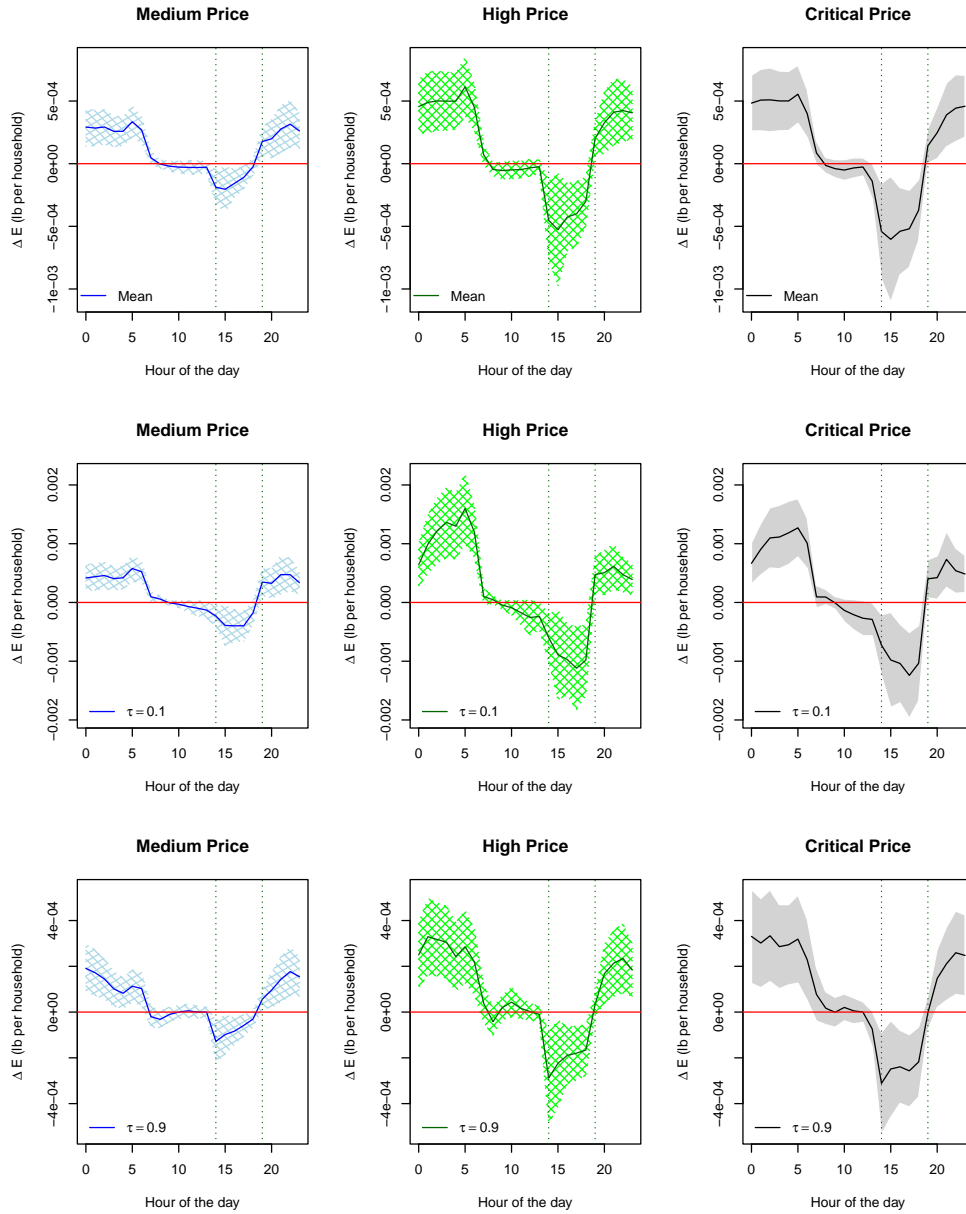 Medium Price
High Price
Critical Price
Δ E (lb per household)
−1e−03 −5e−04 0e+00 5e−04
Mean
0 5 10 15 20
Hour of the day
Δ E (lb per household)
−1e−03 −5e−04 0e+00 5e−04
Mean
0 5 10 15 20
Hour of the day
Δ E (lb per household)
−1e−03 −5e−04 0e+00 5e−04
Mean
0 5 10 15 20
Hour of the day
Medium Price
High Price
Critical Price
Δ E (lb per household)
−0.002 −0.001 0.000 0.001 0.002
τ = 0.1
0 5 10 15 20
Hour of the day
Δ E (lb per household)
−0.002 −0.001 0.000 0.001 0.002
τ = 0.1
0 5 10 15 20
Hour of the day
Δ E (lb per household)
−0.002 −0.001 0.000 0.001 0.002
τ = 0.1
0 5 10 15 20
Hour of the day
Medium Price
High Price
Critical Price
Δ E (lb per household)
−4e−04 0e+00 4e−04
τ = 0.9
0 5 10 15 20
Hour of the day
Δ E (lb per household)
−4e−04 0e+00 4e−04
τ = 0.9
0 5 10 15 20
Hour of the day
Δ E (lb per household)
−4e−04 0e+00 4e−04
τ = 0.9
0 5 10 15 20
Hour of the day